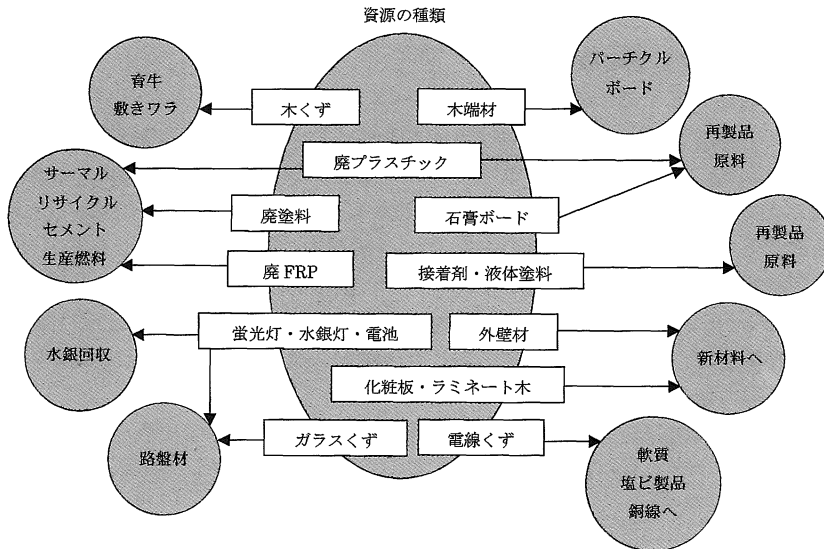 資源の種類
育牛
敷きワラ
木くず
木端材
パーチクル
ボード
廃プラスチック
再製品
原料
サーマル
リサイクル
セメント
生産燃料
廃塗料
石膏ボード
廃FRP
接着剤・液体塗料
再製品
原料
水銀回収
蛍光灯・水銀灯・電池
外壁材
新材料へ
化粧板・ラミネート木
路盤材
ガラスくず
電線くず
軟質
塩ビ製品
銅線へ